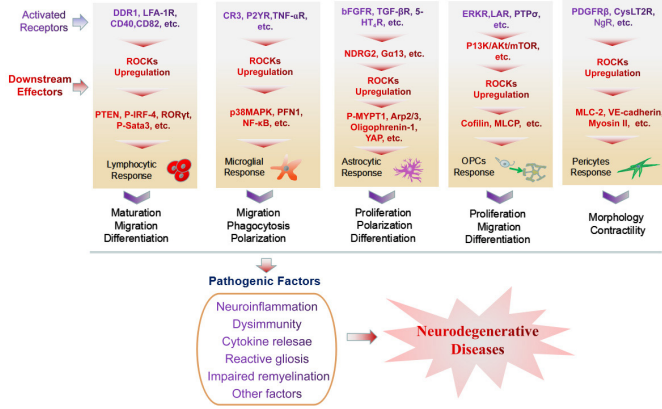 Activated
Receptors
Downstream
Effectors
DDR1, LFA-1R,
CD40,CD82, etc.
ROCKs
Upregulation
PTEN, P-IRF-4, RORγt,
P-Sata3, etc.
Lymphocytic
Response
Maturation
Migration
Differentiation
CR3, P2YR,TNF-αR,
etc.
ROCKs
Upregulation
p38MAPK, PFN1,
NF-κB, etc.
Microglial
Response
Migration
Phagocytosis
Polarization
bFGFR, TGF-βR, 5-
HT₄R, etc.
NDRG2, Gα13, etc.
ROCKs
Upregulation
P-MYPT1, Arp2/3,
Oligophrenin-1,
YAP, etc.
Astrocytic
Response
Proliferation
Polarization
Differentiation
ERKR,LAR, PTPσ,
etc.
P13K/AKt/mTOR,
etc.
ROCKs
Upregulation
Cofilin, MLCP, etc.
OPCs
Response
Proliferation
Migration
Differentiation
PDGFRβ, CysLT2R,
NgR, etc.
ROCKs
Upregulation
MLC-2, VE-cadherin,
Myosin II, etc.
Pericytes
Response
Morphology
Contractility
Pathogenic Factors
Neuroinflammation
Dysimmunity
Cytokine relesae
Reactive gliosis
Impaired remyelination
Other factors
Neurodegenerative
Diseases